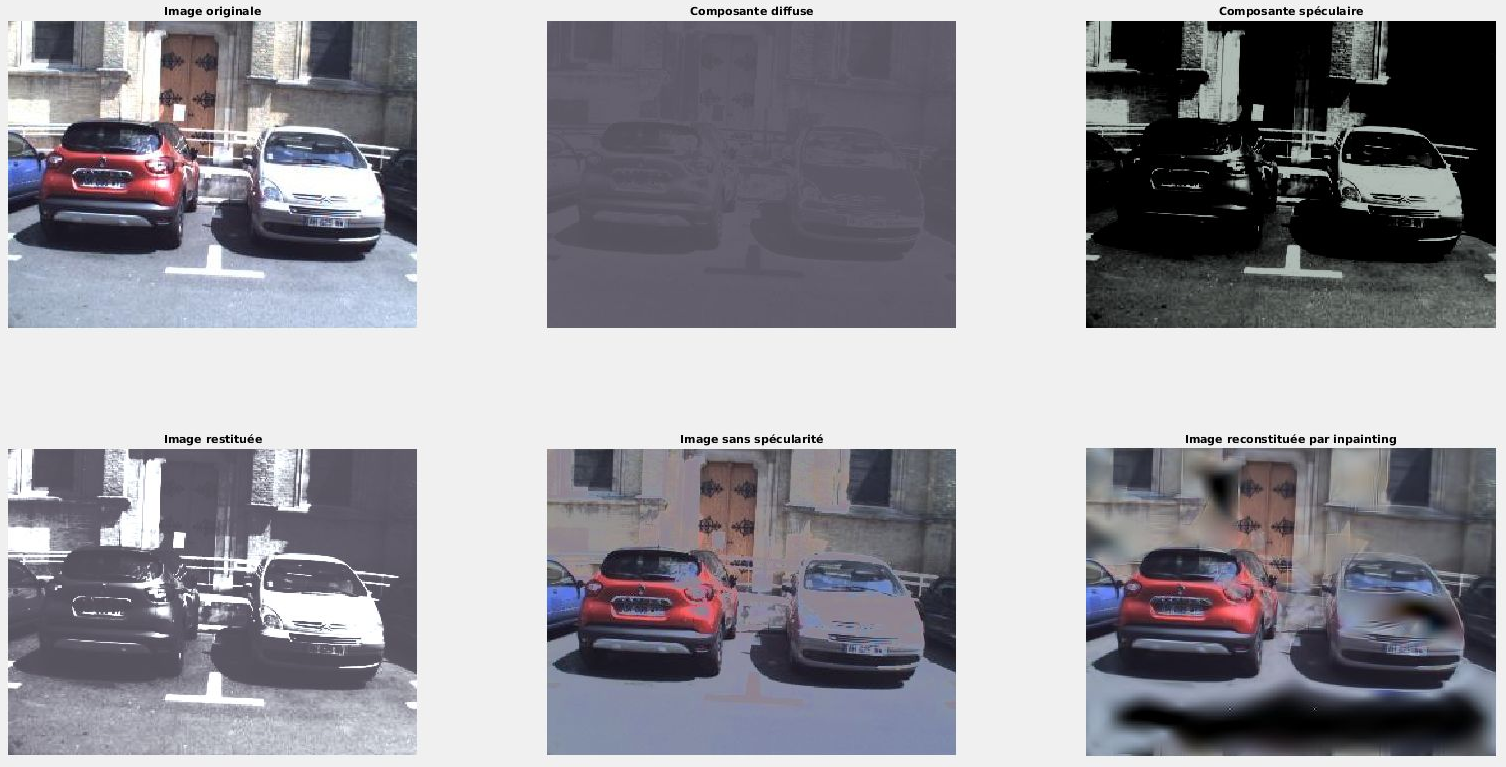 Image originale
Composante diffuse
Composante spéculaire
Image restituée
Image sans spécularité
Image reconstituée par inpainting